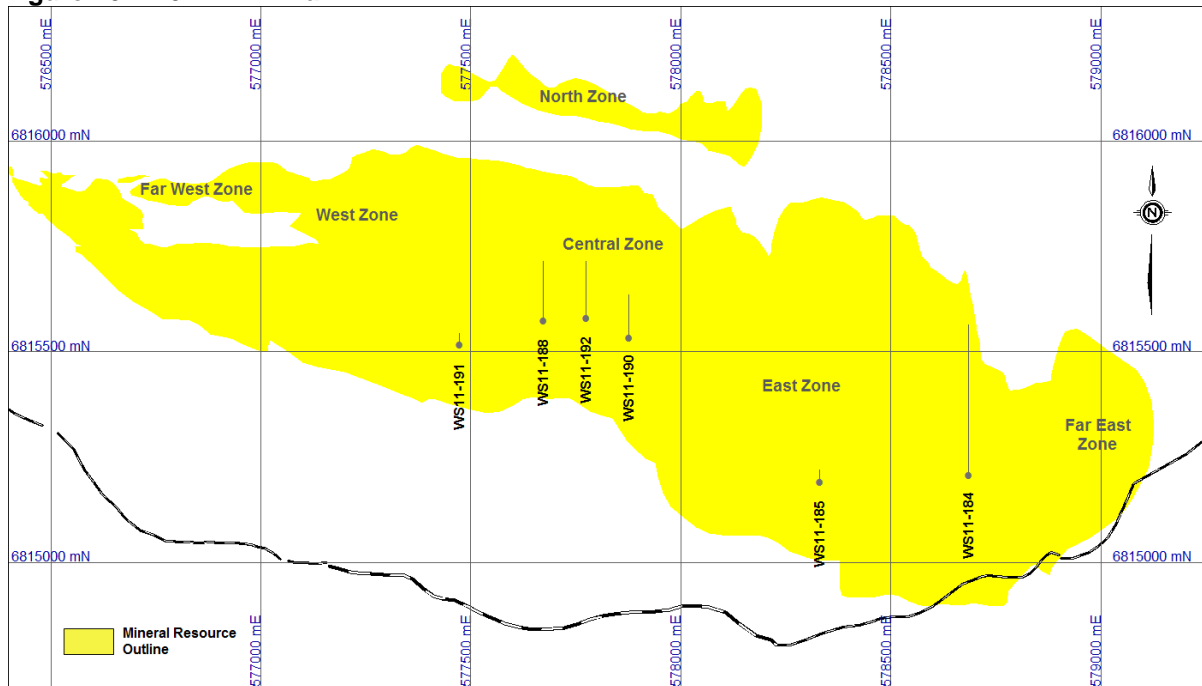 Figure
576500 mE
577000 mE
577500 mE
578000 mE
578500 mE
579000 mE
North Zone
6816000 mN
6816000 mN
Far West Zone
West Zone
N
Central Zone
6815500 mN
6815500 mN
WS11-191
WS11-188
WS11-192
WS11-190
East Zone
Far East
Zone
WS11-185
WS11-184
6815000 mN
6815000 mN
Mineral Resource
Outline
576500 mE
577000 mE
577500 mE
578000 mE
578500 mE
579000 mE